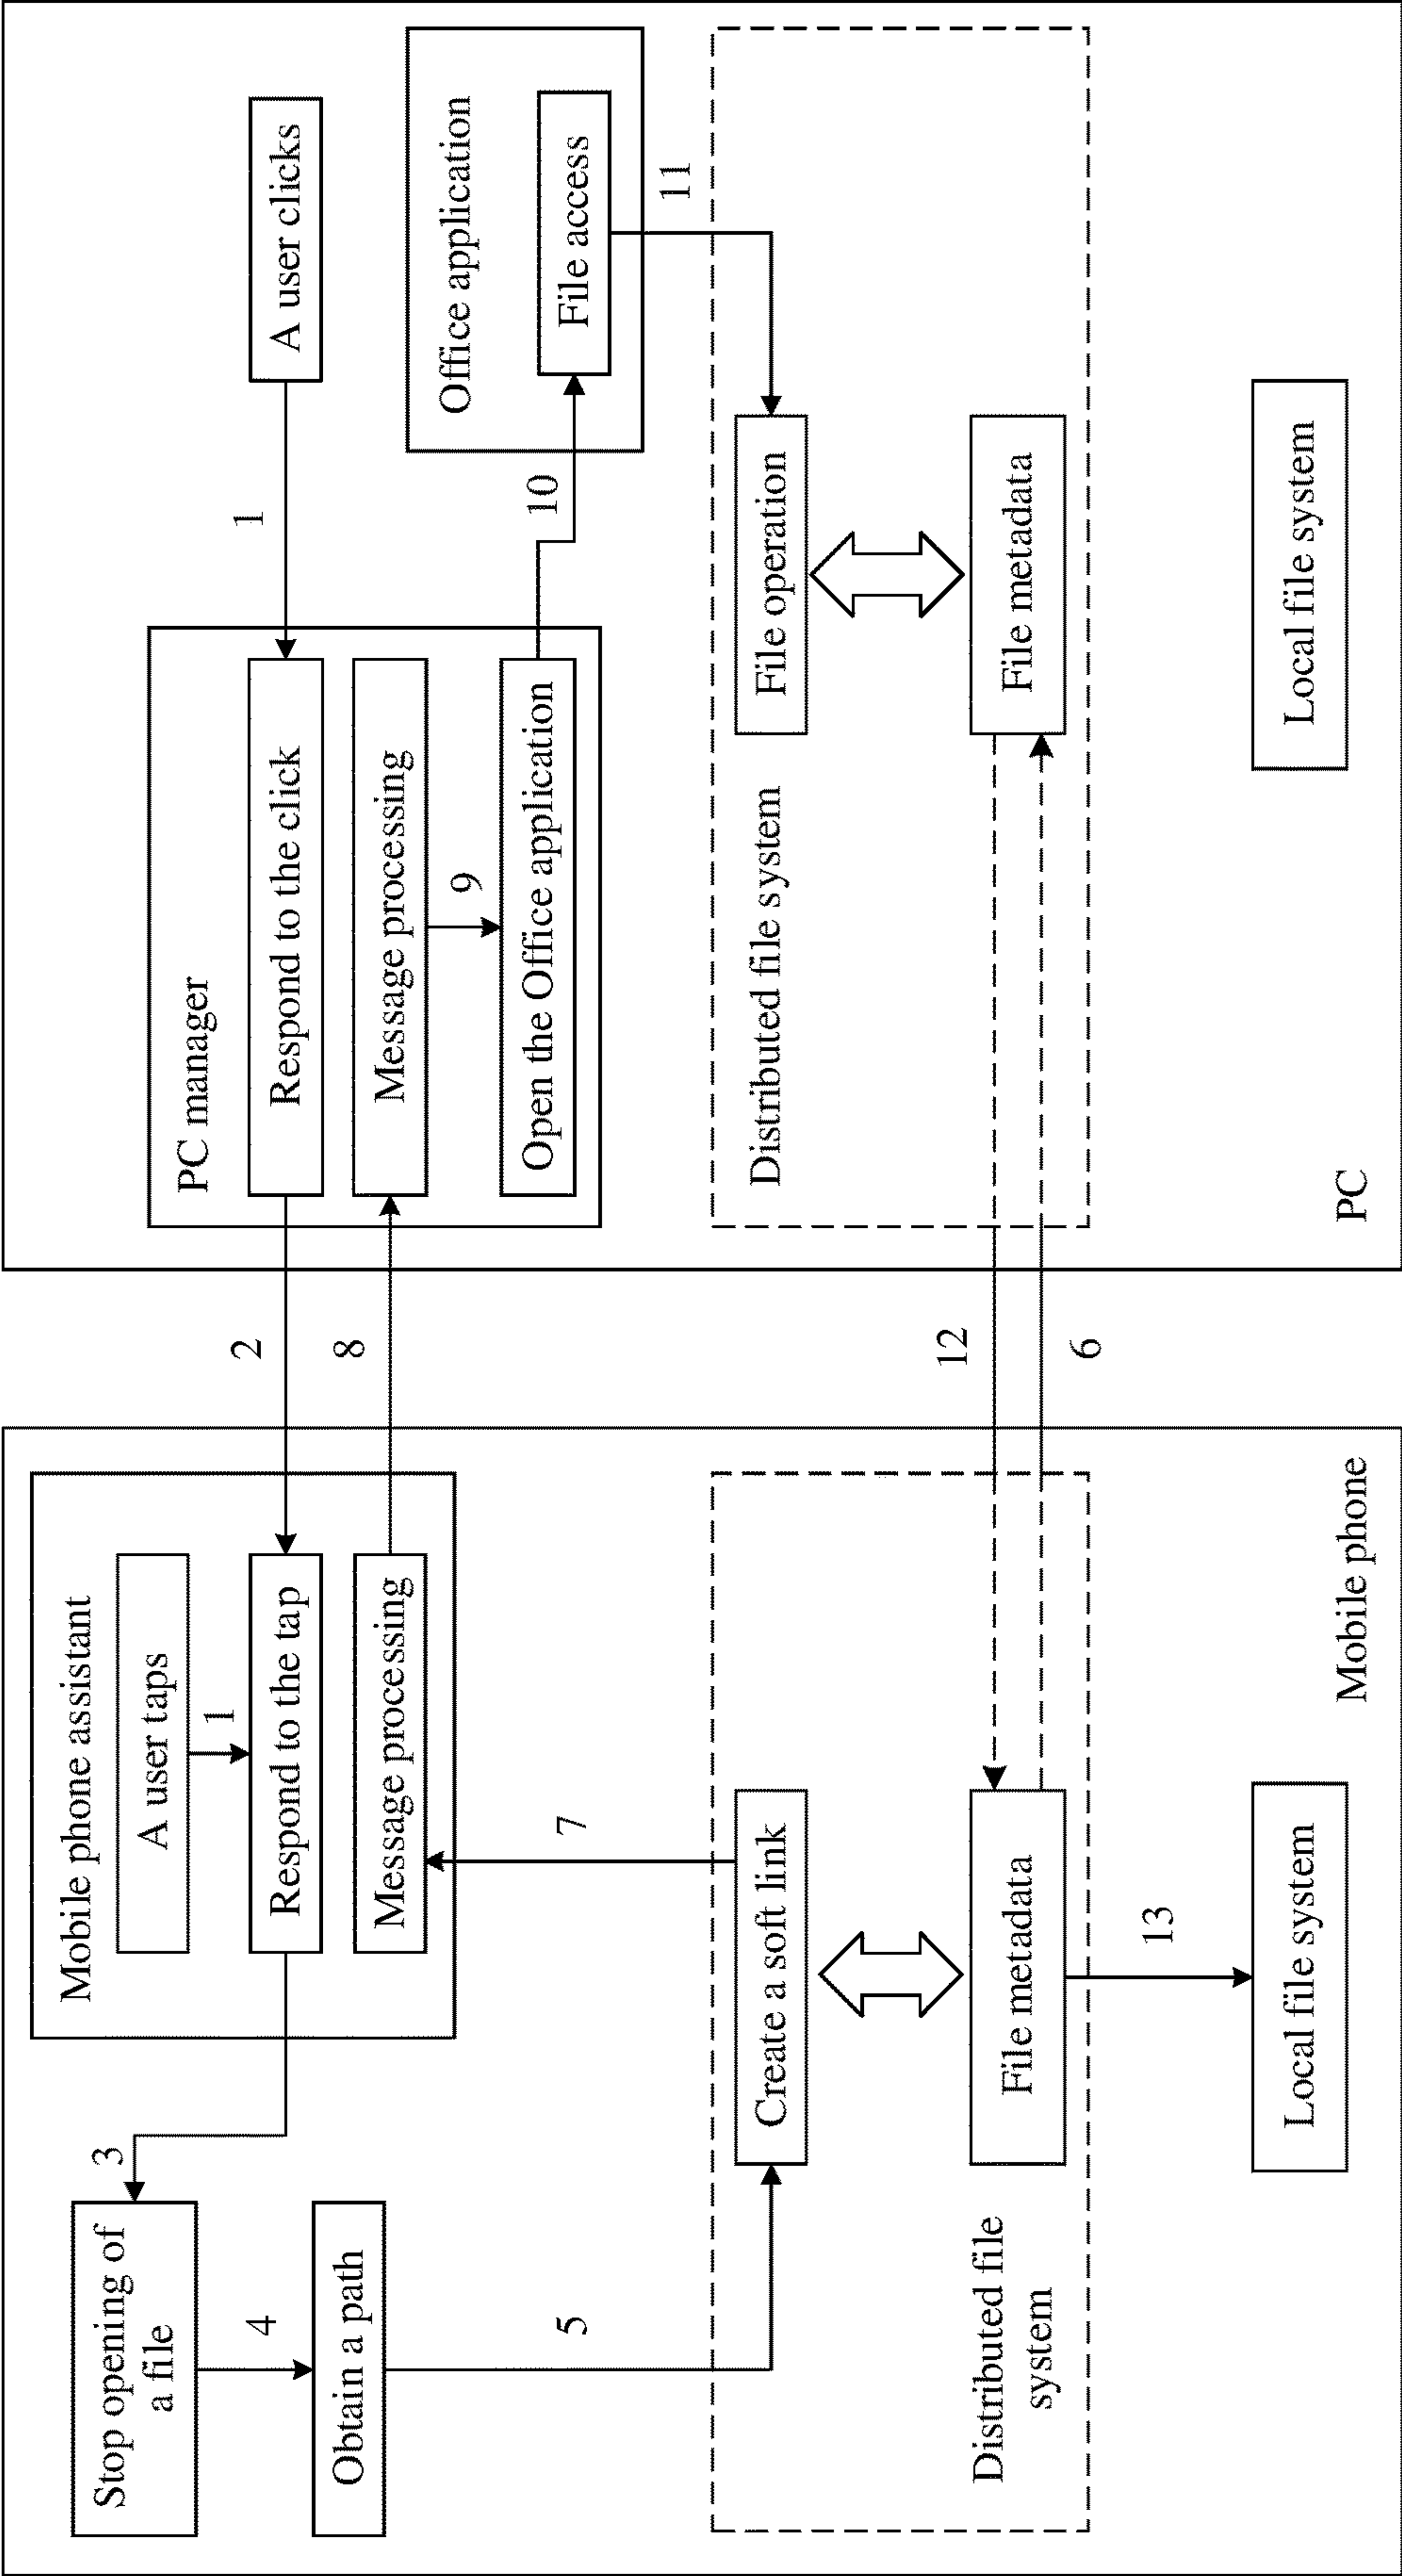 Stop opening of
a file
3
4
Obtain a path
5
Mobile phone assistant
A user taps
1
Respond to the tap
Message processing
7
Create a soft link
File metadata
Distributed file
system
13
Local file system
Mobile phone
2
8
12
6
PC manager
Respond to the click
Message processing
9
Open the Office application
1
A user clicks
10
Office application
File access
11
Distributed file system
File operation
File metadata
Local file system
PC